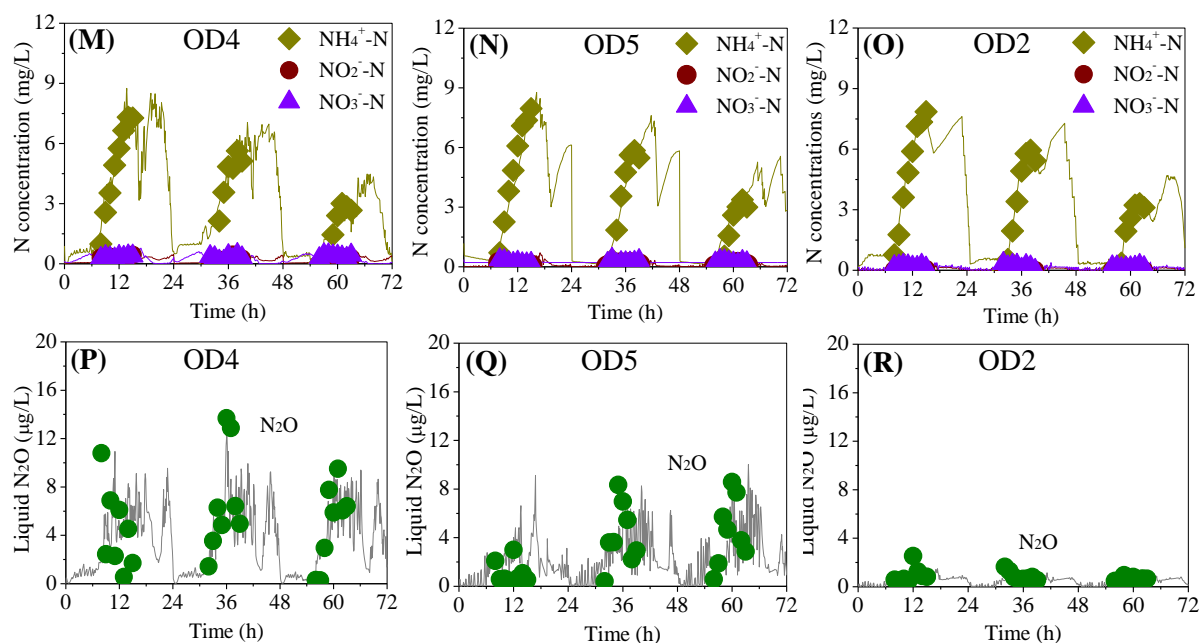 (M) OD4
NH₄⁺-N
NO₂⁻-N
NO₃⁻-N
N concentration (mg/L)
12
9
6
3
0
0 12 24 36 48 60 72
Time (h)
(N) OD5
NH₄⁺-N
NO₂⁻-N
NO₃⁻-N
N concentration (mg/L)
12
9
6
3
0
0 12 24 36 48 60 72
Time (h)
(O) OD2
NH₄⁺-N
NO₂⁻-N
NO₃⁻-N
N concentrations (mg/L)
12
9
6
3
0
0 12 24 36 48 60 72
Time (h)
(P) OD4
N₂O
Liquid N₂O (μg/L)
20
16
12
8
4
0
0 12 24 36 48 60 72
Time (h)
(Q) OD5
N₂O
Liquid N₂O (μg/L)
20
16
12
8
4
0
0 12 24 36 48 60 72
Time (h)
(R) OD2
N₂O
Liquid N₂O (μg/L)
20
16
12
8
4
0
0 12 24 36 48 60 72
Time (h)